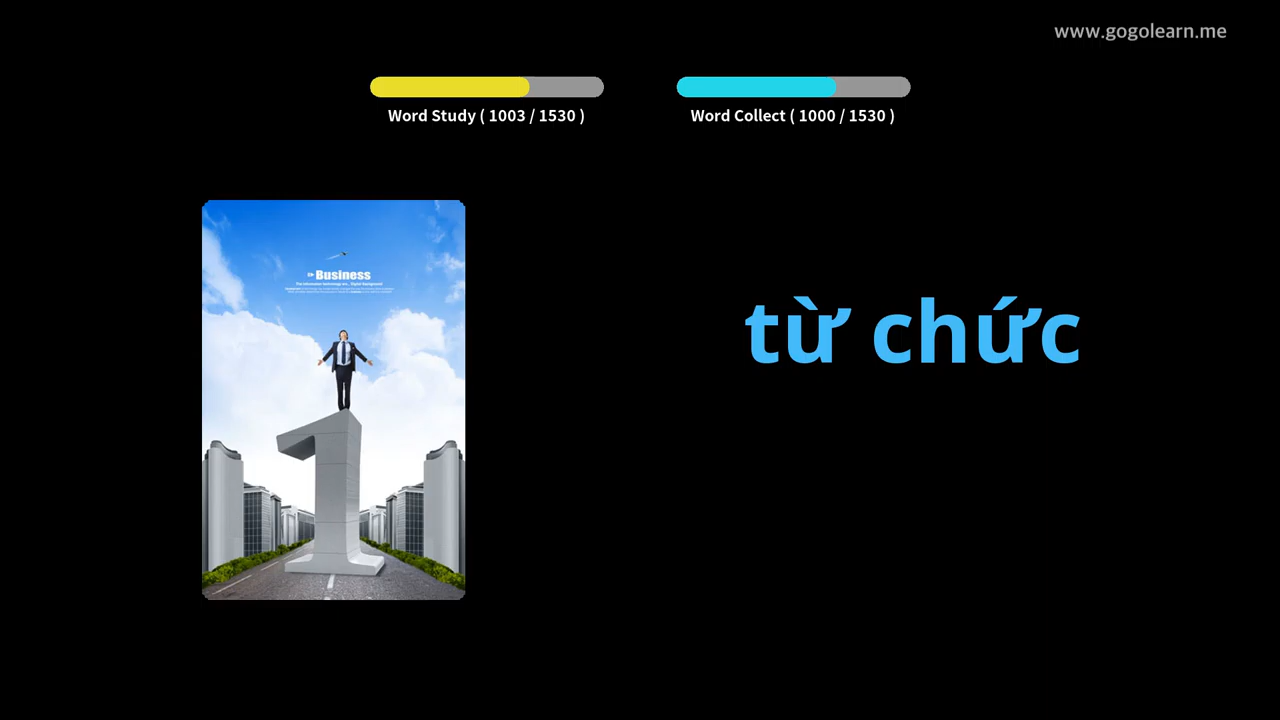 www.gogolearn.me
Word Study ( 1003 / 1530 )
Word Collect ( 1000 / 1530 )
Business
từ chức